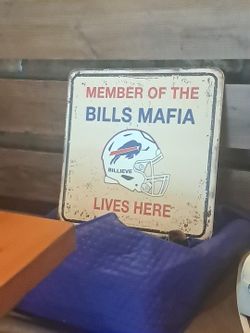 MEMBER OF THE
BILLS MAFIA
BILLIEVE
LIVES HERE